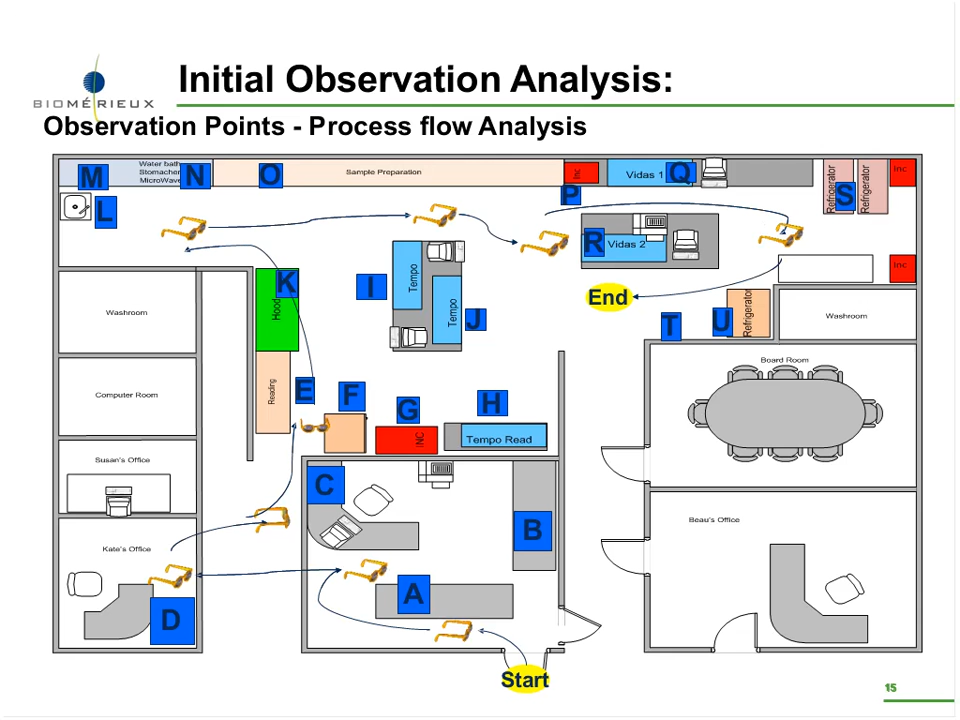 BIOMÉRIEUX
Initial Observation Analysis:
Observation Points - Process flow Analysis
M
Water bath
Stomacher
MicroWave
N
O
Sample Preparation
Inc
Vidas 1
Q
Refrigerator
S
Refrigerator
Inc
L
P
R
Vidas 2
Inc
K
Hood
I
Tempo
Tempo
J
End
T
U
Refrigerator
Washroom
Washroom
Board Room
Computer Room
Reading
E
F
G
H
INC
Tempo Read
Susan's Office
C
B
Beau's Office
Kate's Office
D
A
Start
15